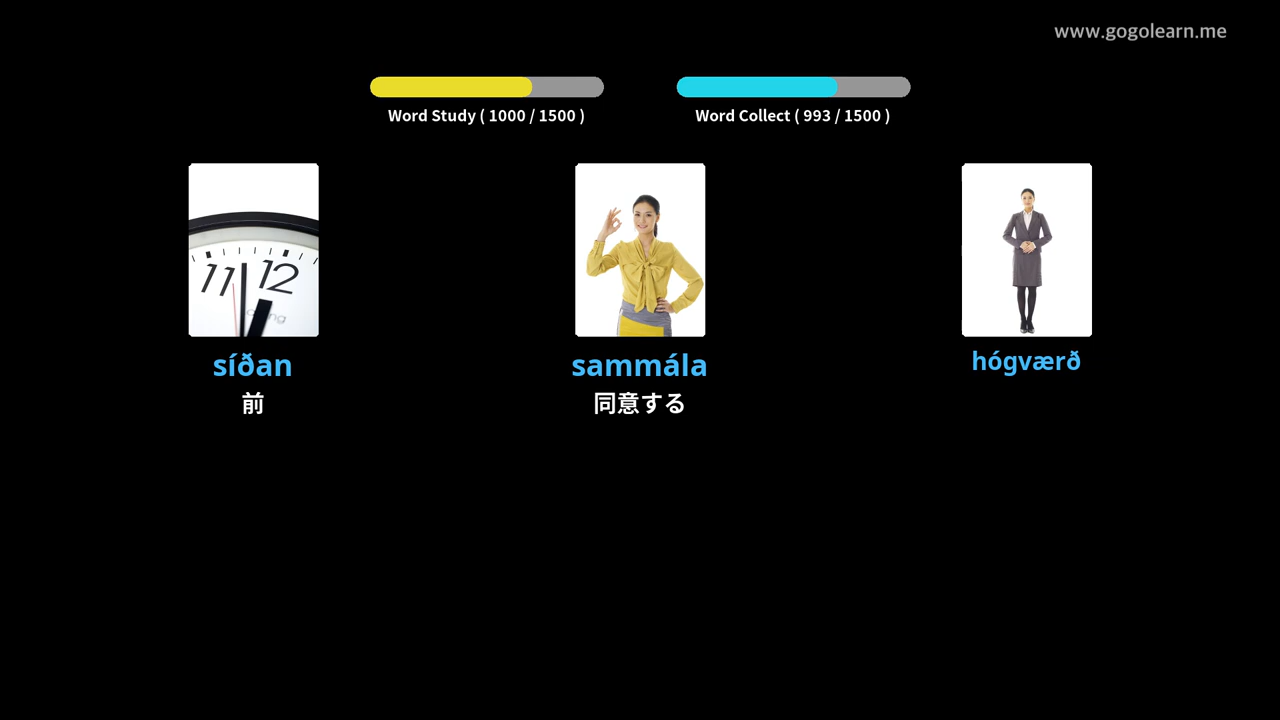 www.gogolearn.me
Word Study ( 1000 / 1500 )
Word Collect ( 993 / 1500 )
11 12
síðan
sammála
hógværð
前
同意する